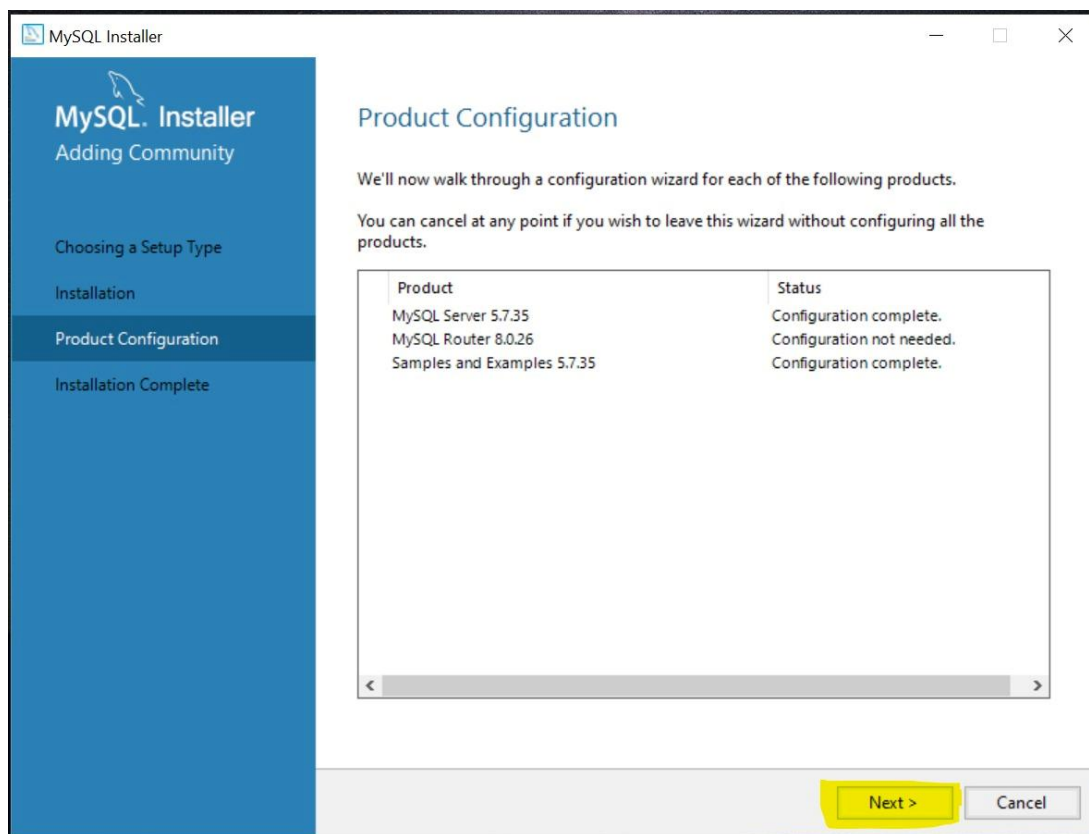 MySQL Installer
MySQL. Installer
Adding Community
Choosing a Setup Type
Installation
Product Configuration
Installation Complete
Product Configuration
We'll now walk through a configuration wizard for each of the following products.
You can cancel at any point if you wish to leave this wizard without configuring all the
products.
Product Status
MySQL Server 5.7.35 Configuration complete.
MySQL Router 8.0.26 Configuration not needed.
Samples and Examples 5.7.35 Configuration complete.
Next > Cancel